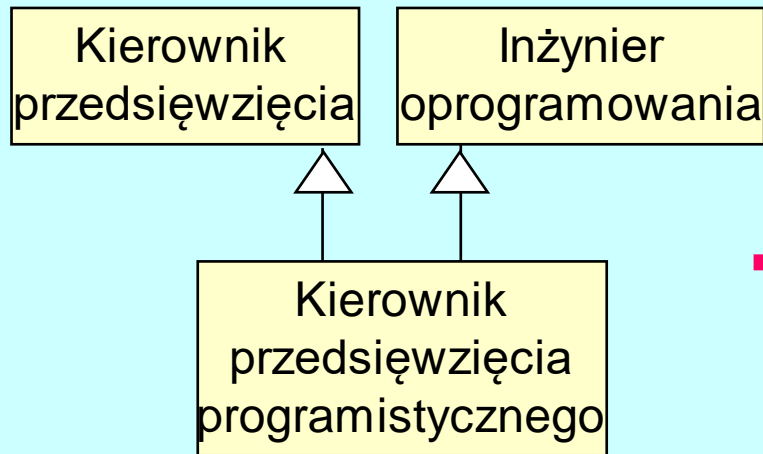 Kierownik
przedsięwzięcia
Inżynier
oprogramowania
Kierownik
przedsięwzięcia
programistycznego